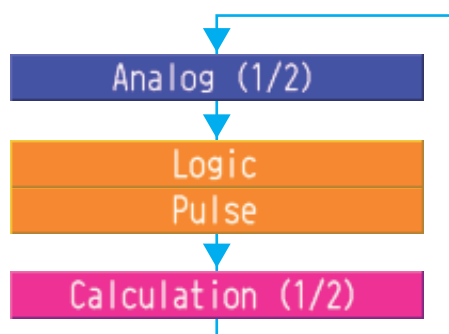 Analog (1/2)
Logic
Pulse
Calculation (1/2)